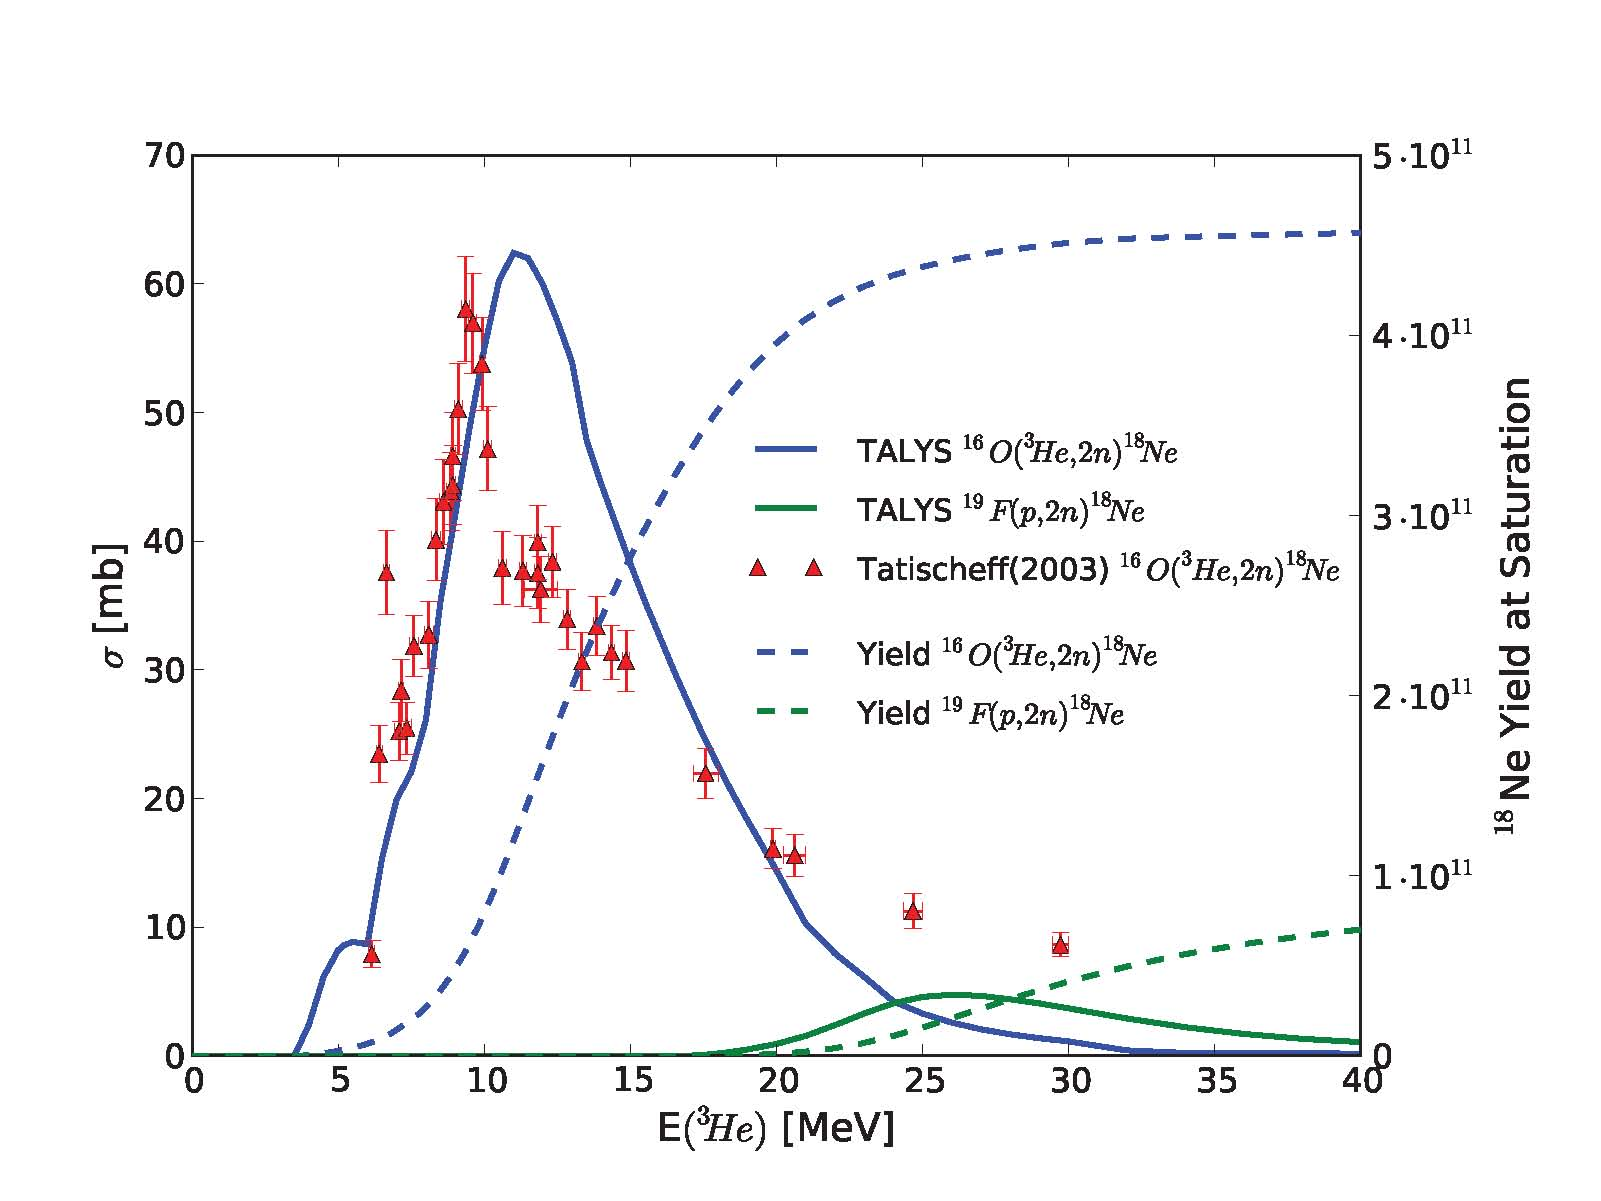 70
60
50
40
30
20
10
0
σ [mb]
0 5 10 15 20 25 30 35 40
E(³He) [MeV]
5·10¹¹
4·10¹¹
3·10¹¹
2·10¹¹
1·10¹¹
0
¹⁸Ne Yield at Saturation
TALYS ¹⁶O(³He,2n)¹⁸Ne
TALYS ¹⁹F(p,2n)¹⁸Ne
Tatischeff(2003) ¹⁶O(³He,2n)¹⁸Ne
Yield ¹⁶O(³He,2n)¹⁸Ne
Yield ¹⁹F(p,2n)¹⁸Ne